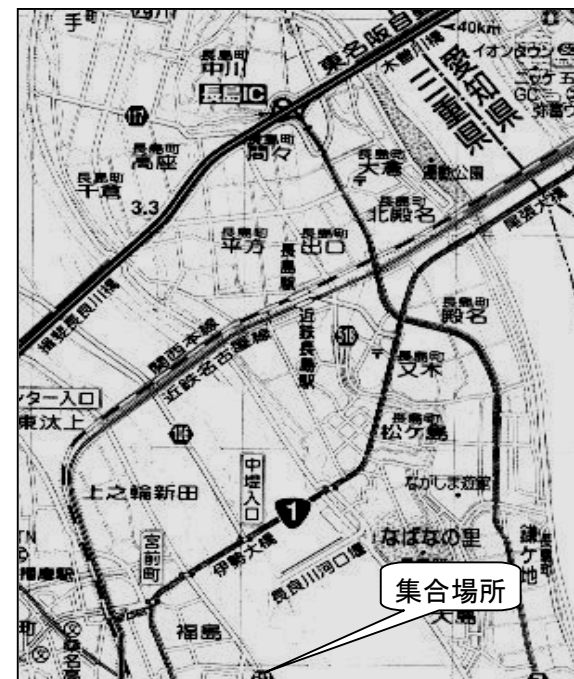 手町
40km
東名阪自動
木曽川橋
イオンタウン
愛知県
三重県
長島町
中川
長島IC
117
長島町
間々
長島町
高座
長島町
千倉
3.3
長島町
大倉
運動公園
長島町
北殿名
尾張大橋
長島町
平方
長島町
出口
長島駅
近鉄長島駅
長島町
殿名
長島町
又木
揖斐長良川橋
関西本線
近鉄名古屋線
ター入口
東汰上
長島町
松ケ島
上之輪新田
中堤入口
1
ながしま遊館
なばなの里
鎌ケ地
宮前町
伊勢大橋
長良川河口堰
播磨駅
福島
集合場所
大島